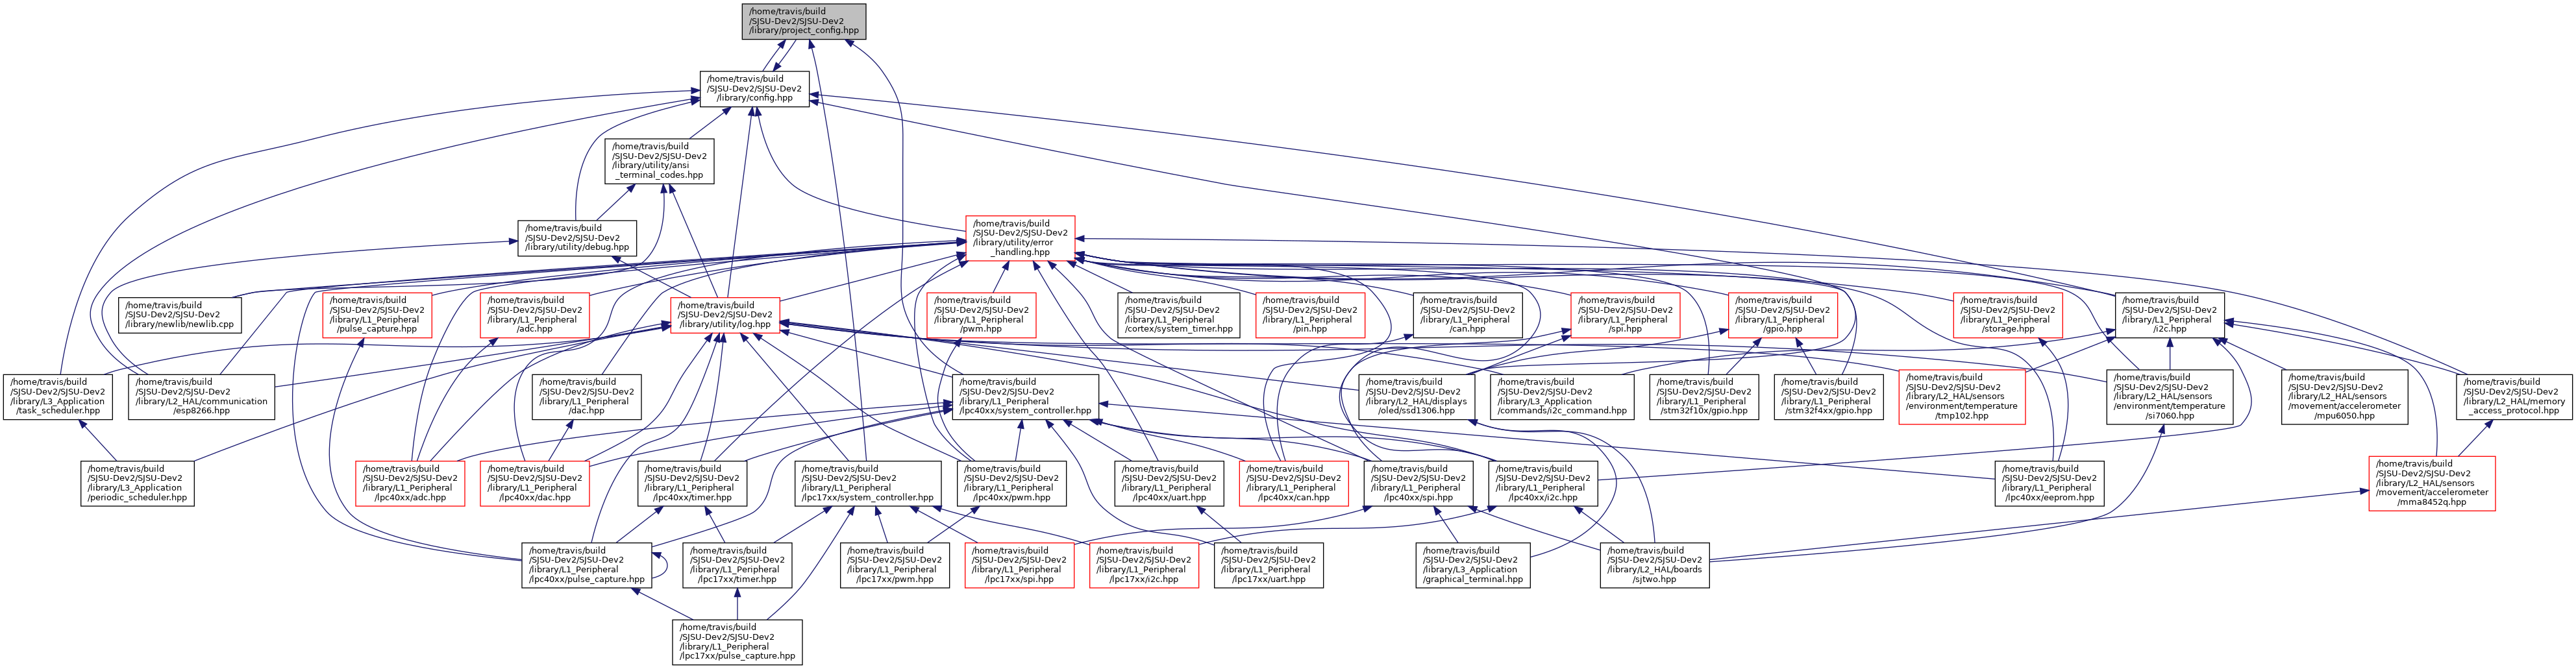 /home/travis/build
/SJSU-Dev2/SJSU-Dev2
/library/project_config.hpp
/home/travis/build
/SJSU-Dev2/SJSU-Dev2
/library/config.hpp
/home/travis/build
/SJSU-Dev2/SJSU-Dev2
/library/utility/ansi
_terminal_codes.hpp
/home/travis/build
/SJSU-Dev2/SJSU-Dev2
/library/utility/debug.hpp
/home/travis/build
/SJSU-Dev2/SJSU-Dev2
/library/utility/error
_handling.hpp
/home/travis/build
/SJSU-Dev2/SJSU-Dev2
/library/newlib/newlib.cpp
/home/travis/build
/SJSU-Dev2/SJSU-Dev2
/library/L1_Peripheral
/pulse_capture.hpp
/home/travis/build
/SJSU-Dev2/SJSU-Dev2
/library/L1_Peripheral
/adc.hpp
/home/travis/build
/SJSU-Dev2/SJSU-Dev2
/library/utility/log.hpp
/home/travis/build
/SJSU-Dev2/SJSU-Dev2
/library/L1_Peripheral
/pwm.hpp
/home/travis/build
/SJSU-Dev2/SJSU-Dev2
/library/L1_Peripheral
/cortex/system_timer.hpp
/home/travis/build
/SJSU-Dev2/SJSU-Dev2
/library/L1_Peripheral
/pin.hpp
/home/travis/build
/SJSU-Dev2/SJSU-Dev2
/library/L1_Peripheral
/can.hpp
/home/travis/build
/SJSU-Dev2/SJSU-Dev2
/library/L1_Peripheral
/spi.hpp
/home/travis/build
/SJSU-Dev2/SJSU-Dev2
/library/L1_Peripheral
/gpio.hpp
/home/travis/build
/SJSU-Dev2/SJSU-Dev2
/library/L1_Peripheral
/storage.hpp
/home/travis/build
/SJSU-Dev2/SJSU-Dev2
/library/L1_Peripheral
/i2c.hpp
/home/travis/build
/SJSU-Dev2/SJSU-Dev2
/library/L3_Application
/task_scheduler.hpp
/home/travis/build
/SJSU-Dev2/SJSU-Dev2
/library/L2_HAL/communication
/esp8266.hpp
/home/travis/build
/SJSU-Dev2/SJSU-Dev2
/library/L1_Peripheral
/dac.hpp
/home/travis/build
/SJSU-Dev2/SJSU-Dev2
/library/L1_Peripheral
/lpc40xx/system_controller.hpp
/home/travis/build
/SJSU-Dev2/SJSU-Dev2
/library/L2_HAL/displays
/oled/ssd1306.hpp
/home/travis/build
/SJSU-Dev2/SJSU-Dev2
/library/L3_Application
/commands/i2c_command.hpp
/home/travis/build
/SJSU-Dev2/SJSU-Dev2
/library/L1_Peripheral
/stm32f10x/gpio.hpp
/home/travis/build
/SJSU-Dev2/SJSU-Dev2
/library/L1_Peripheral
/stm32f4xx/gpio.hpp
/home/travis/build
/SJSU-Dev2/SJSU-Dev2
/library/L2_HAL/sensors
/environment/temperature
/tmp102.hpp
/home/travis/build
/SJSU-Dev2/SJSU-Dev2
/library/L2_HAL/sensors
/environment/temperature
/si7060.hpp
/home/travis/build
/SJSU-Dev2/SJSU-Dev2
/library/L2_HAL/sensors
/movement/accelerometer
/mpu6050.hpp
/home/travis/build
/SJSU-Dev2/SJSU-Dev2
/library/L2_HAL/memory
_access_protocol.hpp
/home/travis/build
/SJSU-Dev2/SJSU-Dev2
/library/L3_Application
/periodic_scheduler.hpp
/home/travis/build
/SJSU-Dev2/SJSU-Dev2
/library/L1_Peripheral
/lpc40xx/adc.hpp
/home/travis/build
/SJSU-Dev2/SJSU-Dev2
/library/L1_Peripheral
/lpc40xx/dac.hpp
/home/travis/build
/SJSU-Dev2/SJSU-Dev2
/library/L1_Peripheral
/lpc40xx/timer.hpp
/home/travis/build
/SJSU-Dev2/SJSU-Dev2
/library/L1_Peripheral
/lpc17xx/system_controller.hpp
/home/travis/build
/SJSU-Dev2/SJSU-Dev2
/library/L1_Peripheral
/lpc40xx/pwm.hpp
/home/travis/build
/SJSU-Dev2/SJSU-Dev2
/library/L1_Peripheral
/lpc40xx/uart.hpp
/home/travis/build
/SJSU-Dev2/SJSU-Dev2
/library/L1_Peripheral
/lpc40xx/can.hpp
/home/travis/build
/SJSU-Dev2/SJSU-Dev2
/library/L1_Peripheral
/lpc40xx/spi.hpp
/home/travis/build
/SJSU-Dev2/SJSU-Dev2
/library/L1_Peripheral
/lpc40xx/i2c.hpp
/home/travis/build
/SJSU-Dev2/SJSU-Dev2
/library/L1_Peripheral
/lpc40xx/eeprom.hpp
/home/travis/build
/SJSU-Dev2/SJSU-Dev2
/library/L2_HAL/sensors
/movement/accelerometer
/mma8452q.hpp
/home/travis/build
/SJSU-Dev2/SJSU-Dev2
/library/L1_Peripheral
/lpc40xx/pulse_capture.hpp
/home/travis/build
/SJSU-Dev2/SJSU-Dev2
/library/L1_Peripheral
/lpc17xx/timer.hpp
/home/travis/build
/SJSU-Dev2/SJSU-Dev2
/library/L1_Peripheral
/lpc17xx/pwm.hpp
/home/travis/build
/SJSU-Dev2/SJSU-Dev2
/library/L1_Peripheral
/lpc17xx/spi.hpp
/home/travis/build
/SJSU-Dev2/SJSU-Dev2
/library/L1_Peripheral
/lpc17xx/i2c.hpp
/home/travis/build
/SJSU-Dev2/SJSU-Dev2
/library/L1_Peripheral
/lpc17xx/uart.hpp
/home/travis/build
/SJSU-Dev2/SJSU-Dev2
/library/L3_Application
/graphical_terminal.hpp
/home/travis/build
/SJSU-Dev2/SJSU-Dev2
/library/L2_HAL/boards
/sjtwo.hpp
/home/travis/build
/SJSU-Dev2/SJSU-Dev2
/library/L1_Peripheral
/lpc17xx/pulse_capture.hpp